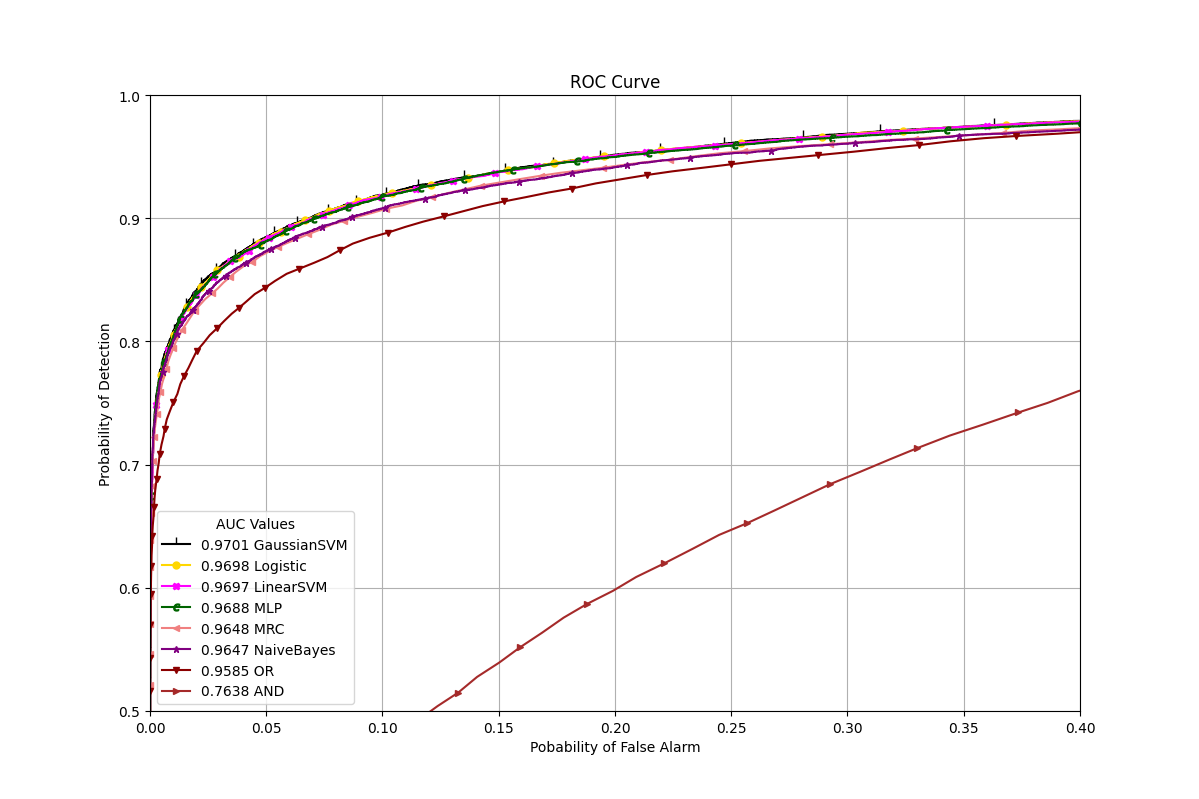 ROC Curve
1.0
0.9
0.8
0.7
0.6
0.5
Probability of Detection
AUC Values
0.9701 GaussianSVM
0.9698 Logistic
0.9697 LinearSVM
0.9688 MLP
0.9648 MRC
0.9647 NaiveBayes
0.9585 OR
0.7638 AND
0.00 0.05 0.10 0.15 0.20 0.25 0.30 0.35 0.40
Pobability of False Alarm